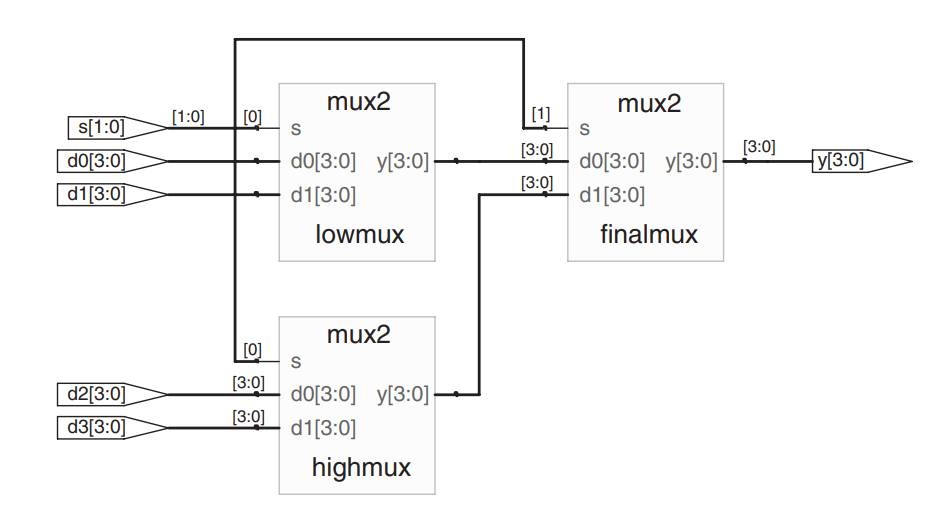 mux2
mux2
s[1:0]
[1:0]
[0]
s
[1]
s
d0[3:0]
d0[3:0]
y[3:0]
[3:0]
d0[3:0]
y[3:0]
[3:0]
y[3:0]
d1[3:0]
d1[3:0]
[3:0]
d1[3:0]
lowmux
finalmux
mux2
[0]
s
d2[3:0]
[3:0]
d0[3:0]
y[3:0]
d3[3:0]
[3:0]
d1[3:0]
highmux